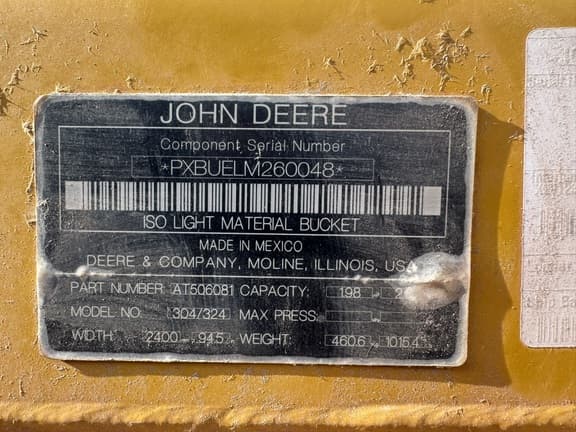 JOHN DEERE
Component Serial Number
*PXBUELM260048*
ISO LIGHT MATERIAL BUCKET
MADE IN MEXICO
DEERE & COMPANY, MOLINE, ILLINOIS, USA
PART NUMBER: AT506081 CAPACITY: 198
MODEL NO. 304/324 MAX PRESS:
WIDTH: 2400 94.5 WEIGHT: 460.6 1015.4